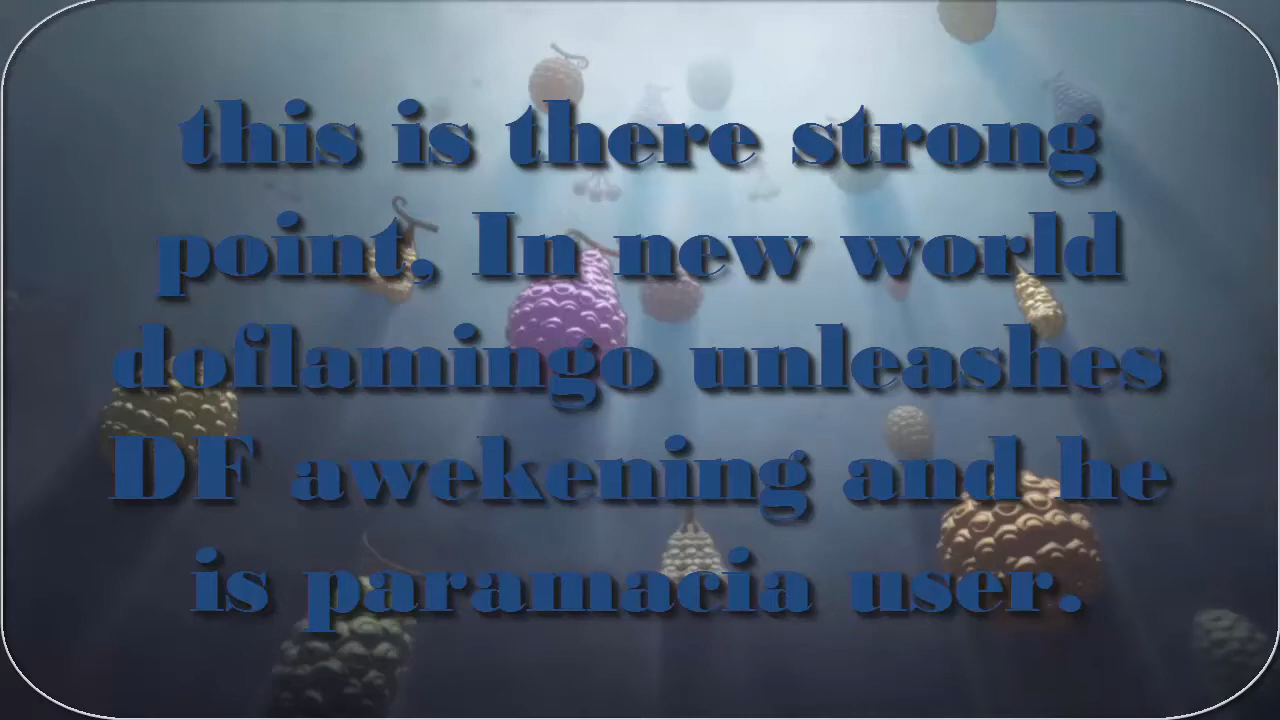 this is there strong
point, In new world
doflamingo unleashes
DF awekening and he
is paramacia user.